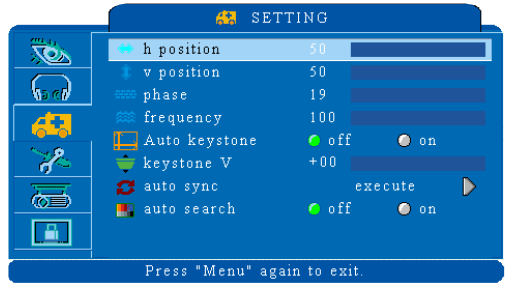 SETTING
h position 50
v position 50
phase 19
frequency 100
Auto keystone off on
keystone V +00
auto sync execute
auto search off on
Press "Menu" again to exit.